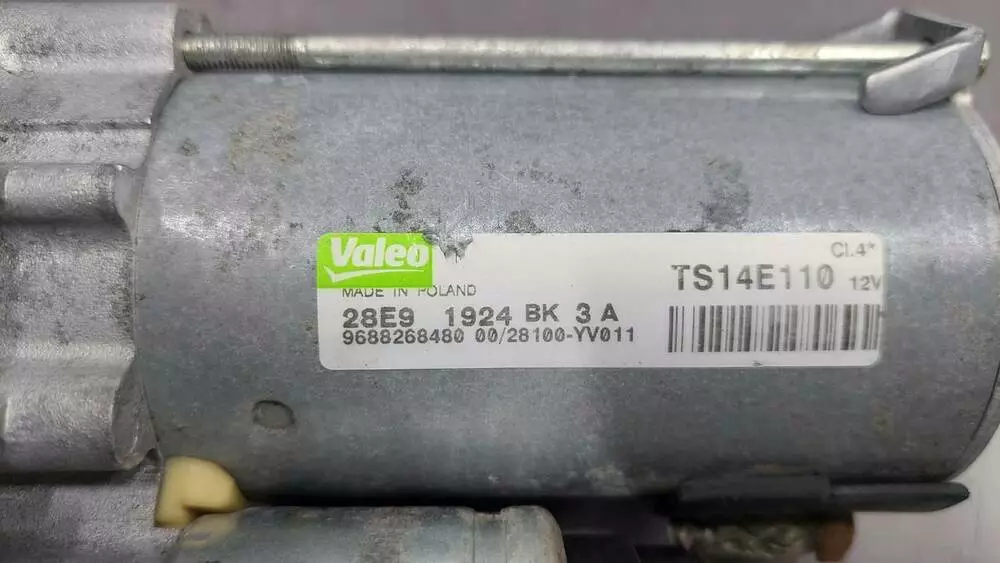 Valeo
MADE IN POLAND
28E9 1924 BK 3 A
9688268480 00/28100-YV011
Cl.4*
TS14E110 12V